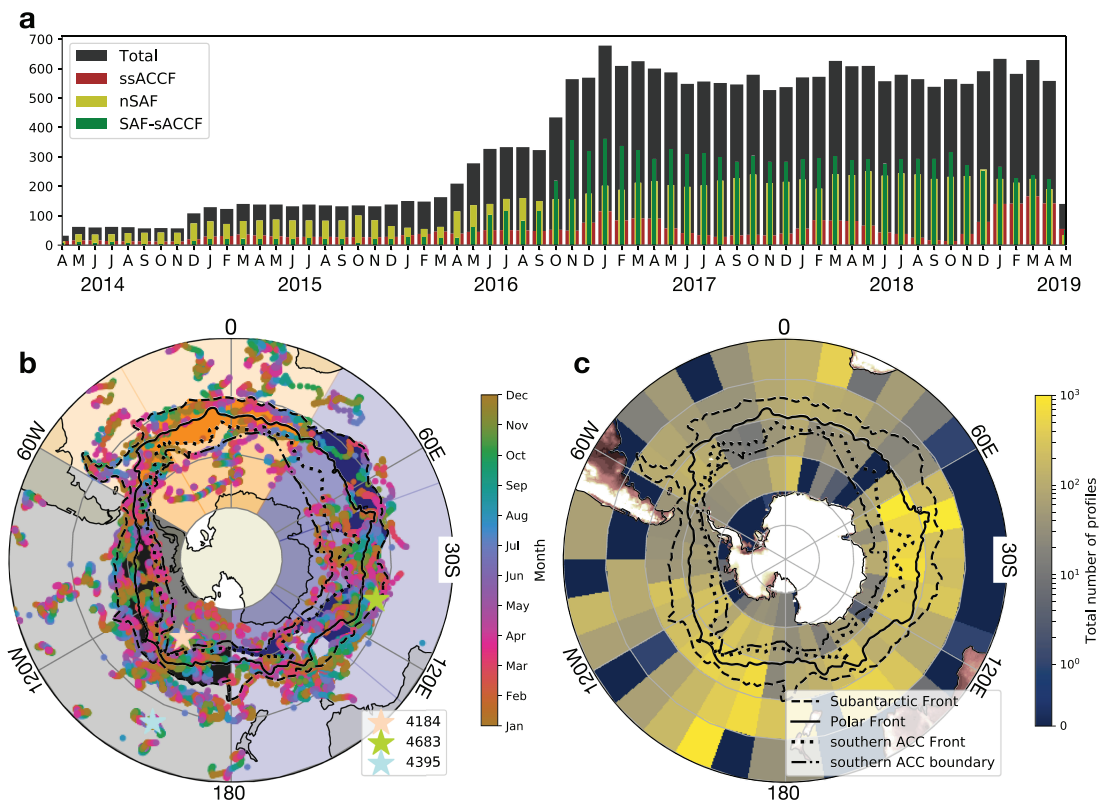 a
700
600
500
400
300
200
100
0
Total
ssACCF
nSAF
SAF-sACCF
A M J J A S O N D J F M A M J J A S O N D J F M A M J J A S O N D J F M A M J J A S O N D J F M A M J J A S O N D J F M A M
2014 2015 2016 2017 2018 2019
b
0
60W
60E
30S
120W
120E
180
4184
4683
4395
Dec
Nov
Oct
Sep
Aug
Jul
Jun
May
Apr
Mar
Feb
Jan
Month
c
0
60W
60E
30S
120W
120E
180
Subantarctic Front
Polar Front
southern ACC Front
southern ACC boundary
10³
10²
10¹
10⁰
0
Total number of profiles